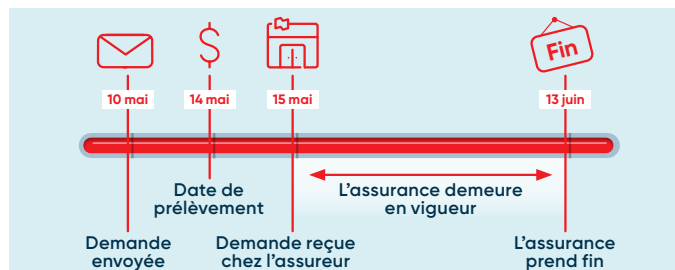 Fin
10 mai
14 mai
15 mai
13 juin
Date de
prélèvement
L'assurance demeure
en vigueur
Demande
envoyée
Demande reçue
chez l'assureur
L'assurance
prend fin